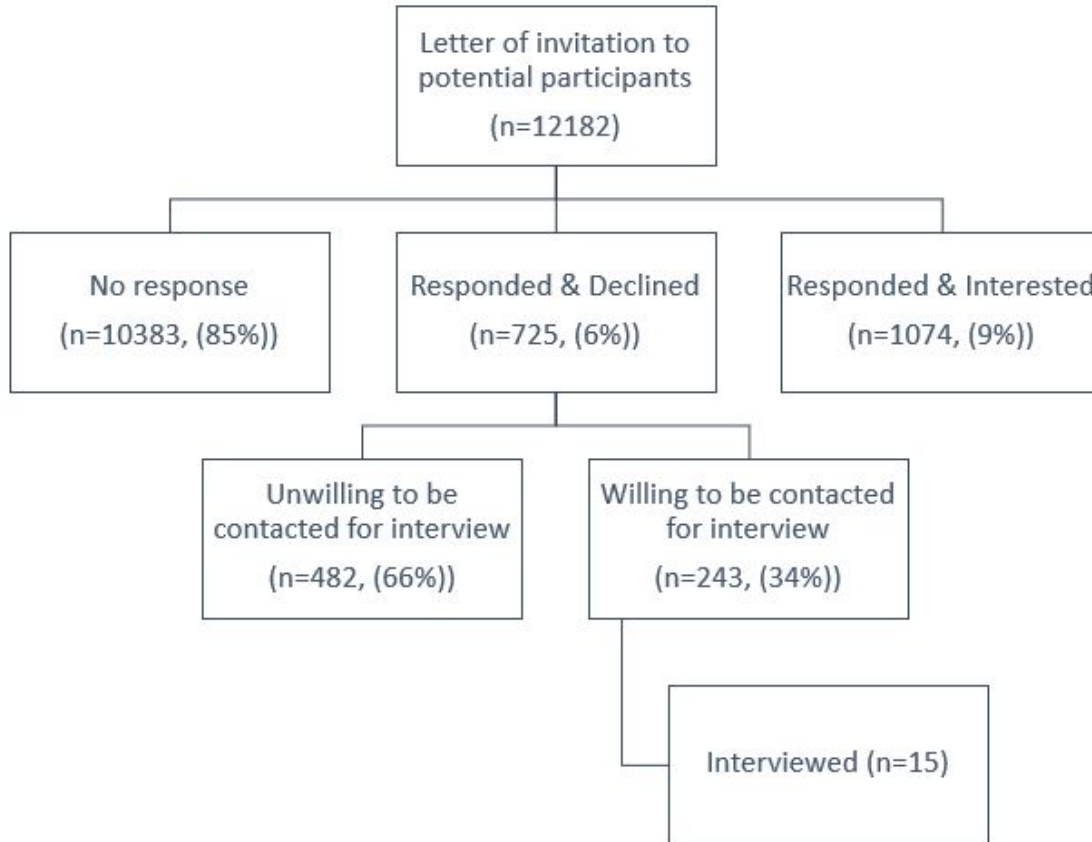 Letter of invitation to
potential participants
(n=12182)
No response
(n=10383, (85%))
Responded & Declined
(n=725, (6%))
Responded & Interested
(n=1074, (9%))
Unwilling to be
contacted for interview
(n=482, (66%))
Willing to be contacted
for interview
(n=243, (34%))
Interviewed (n=15)